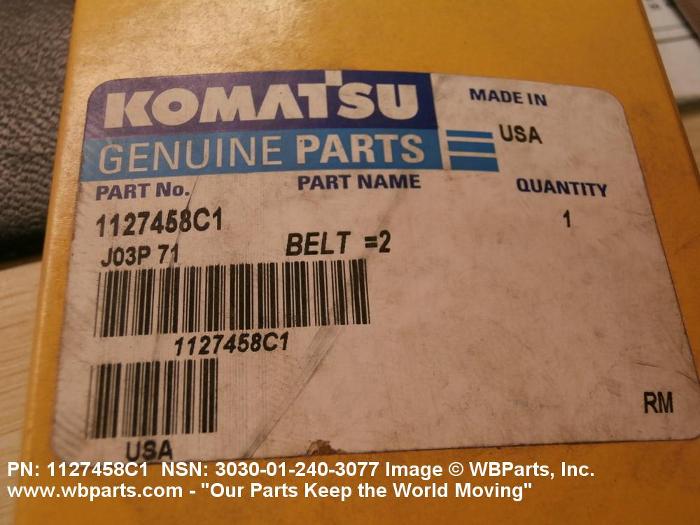 KOMATSU
GENUINE PARTS
MADE IN
USA
PART No.
PART NAME
QUANTITY
1127458C1
1
J03P 71
BELT =2
1127458C1
USA
RM
PN: 1127458C1 NSN: 3030-01-240-3077 Image © WBParts, Inc.
www.wbparts.com - "Our Parts Keep the World Moving"